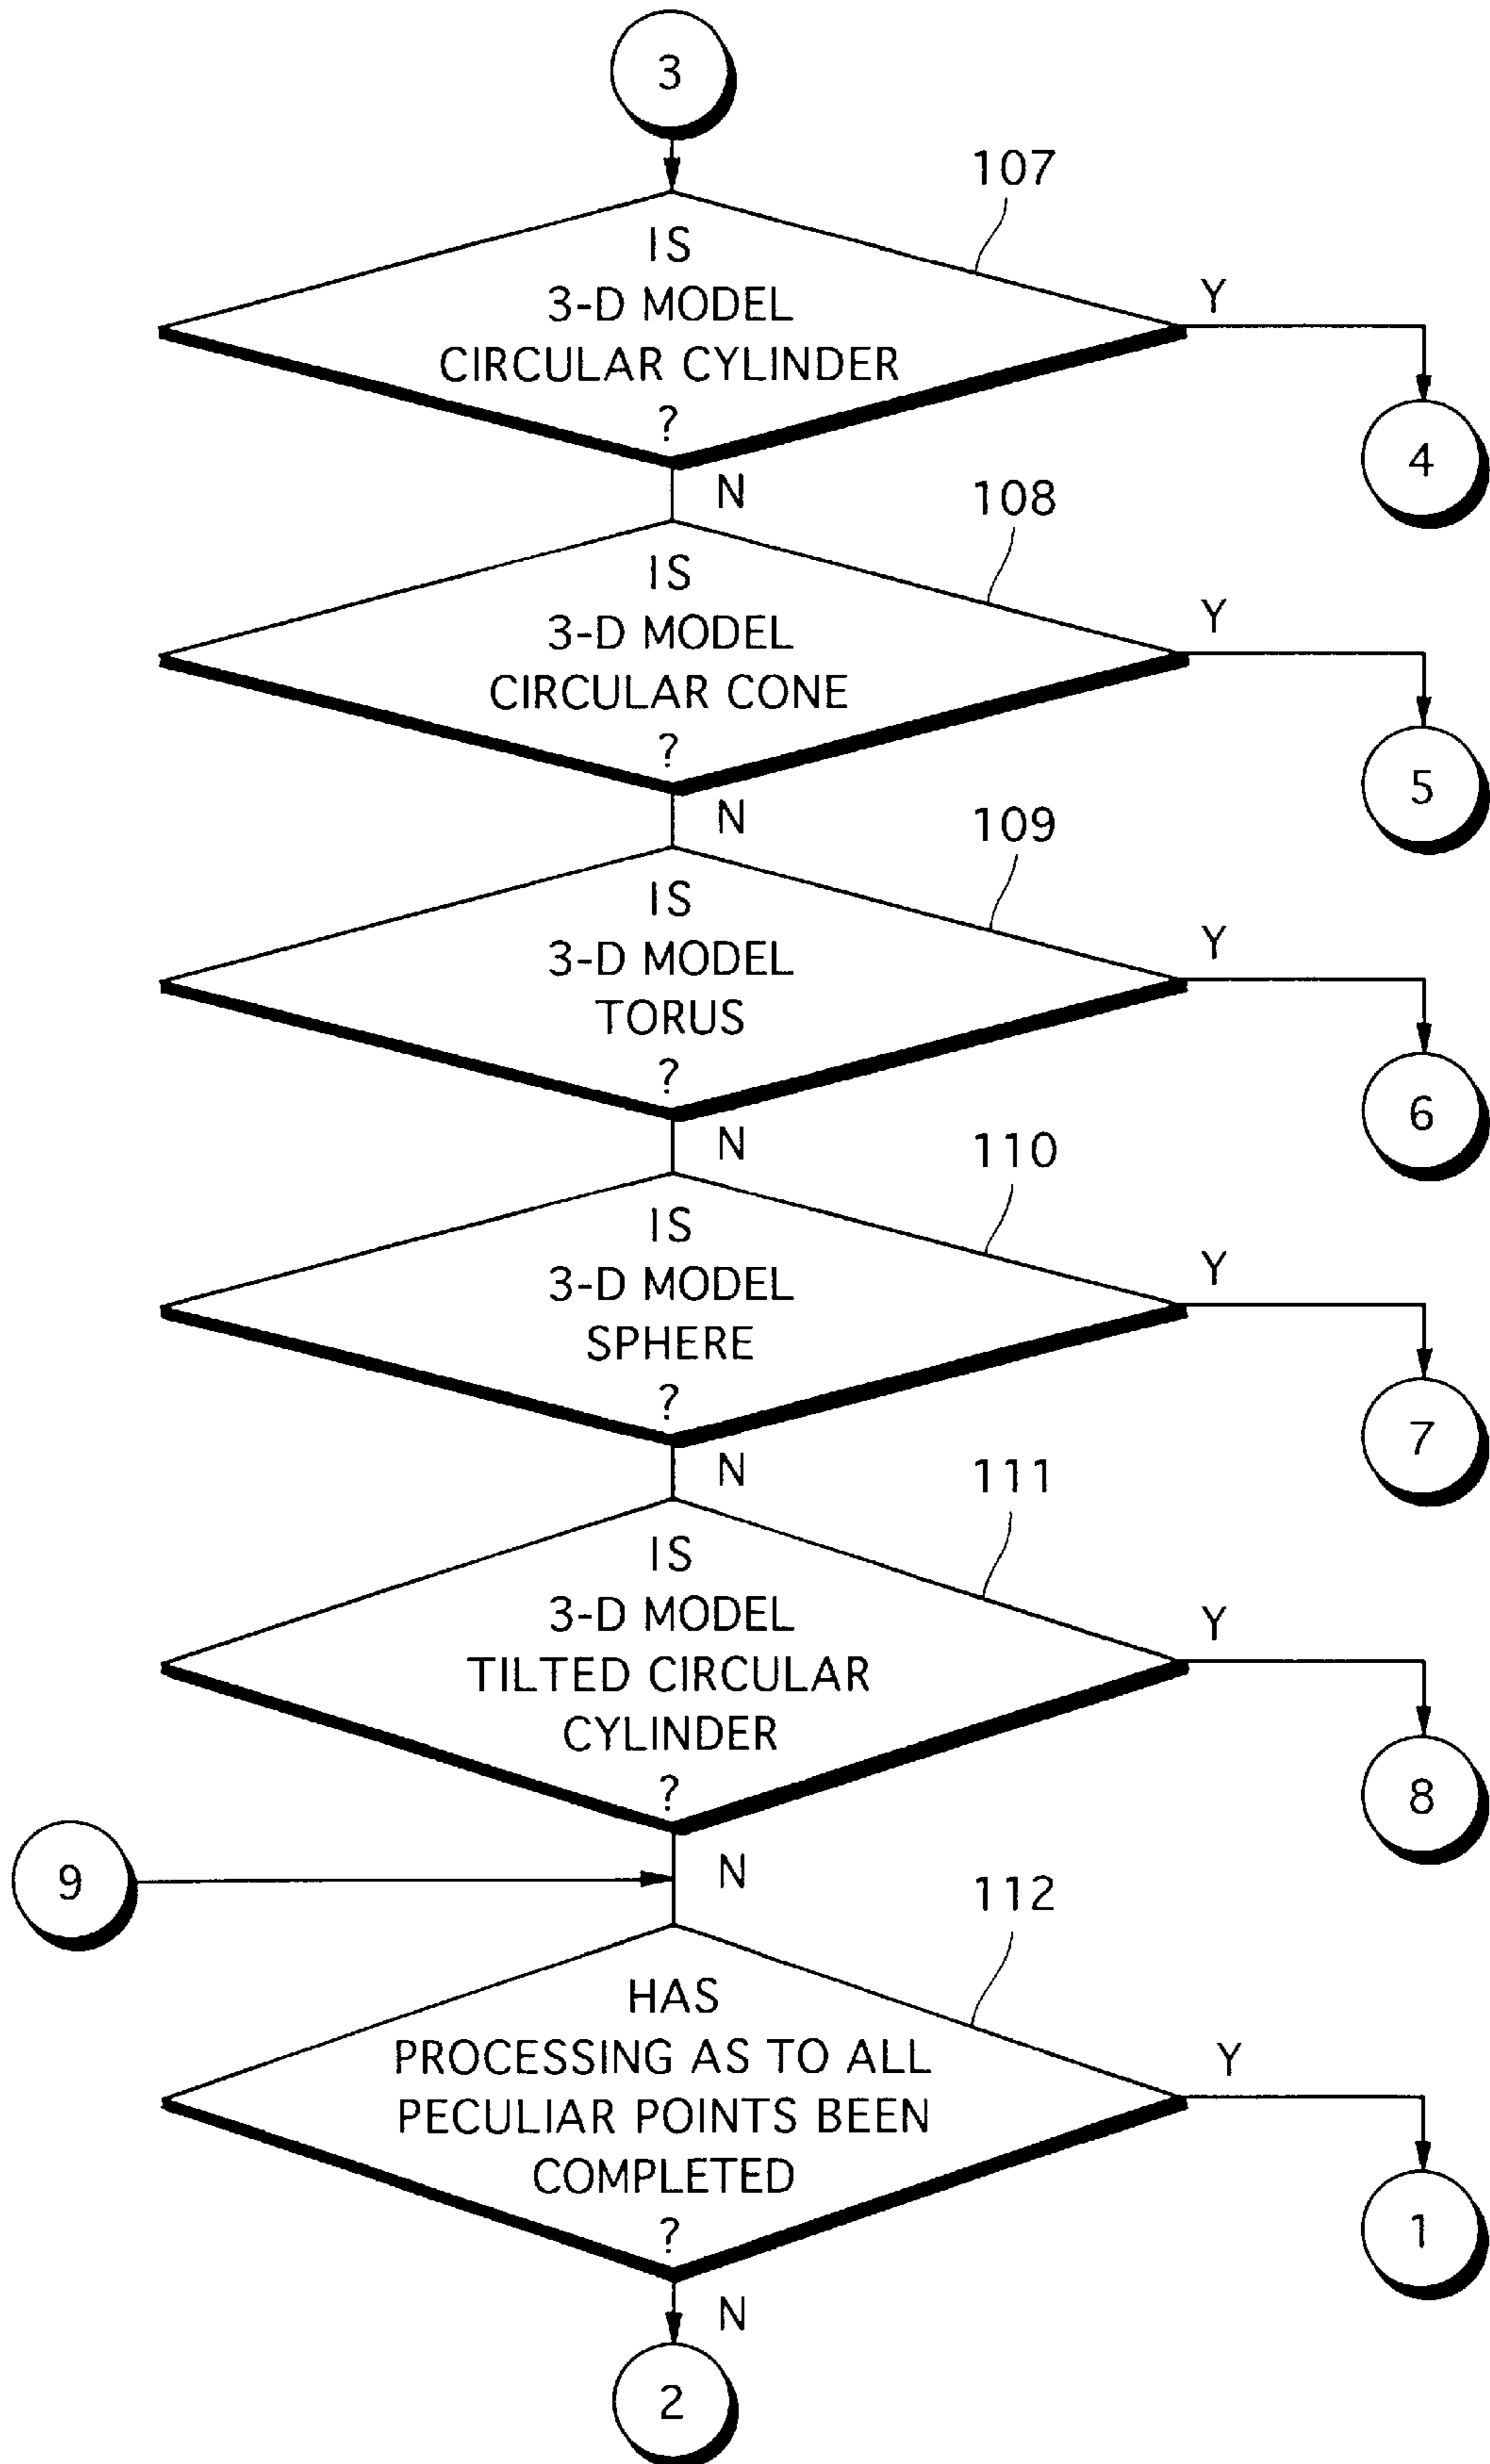 3
107
IS
3-D MODEL
CIRCULAR CYLINDER
?
Y
4
N
108
IS
3-D MODEL
CIRCULAR CONE
?
Y
5
N
109
IS
3-D MODEL
TORUS
?
Y
6
N
110
IS
3-D MODEL
SPHERE
?
Y
7
N
111
IS
3-D MODEL
TILTED CIRCULAR
CYLINDER
?
Y
8
9
N
112
HAS
PROCESSING AS TO ALL
PECULIAR POINTS BEEN
COMPLETED
?
Y
1
N
2